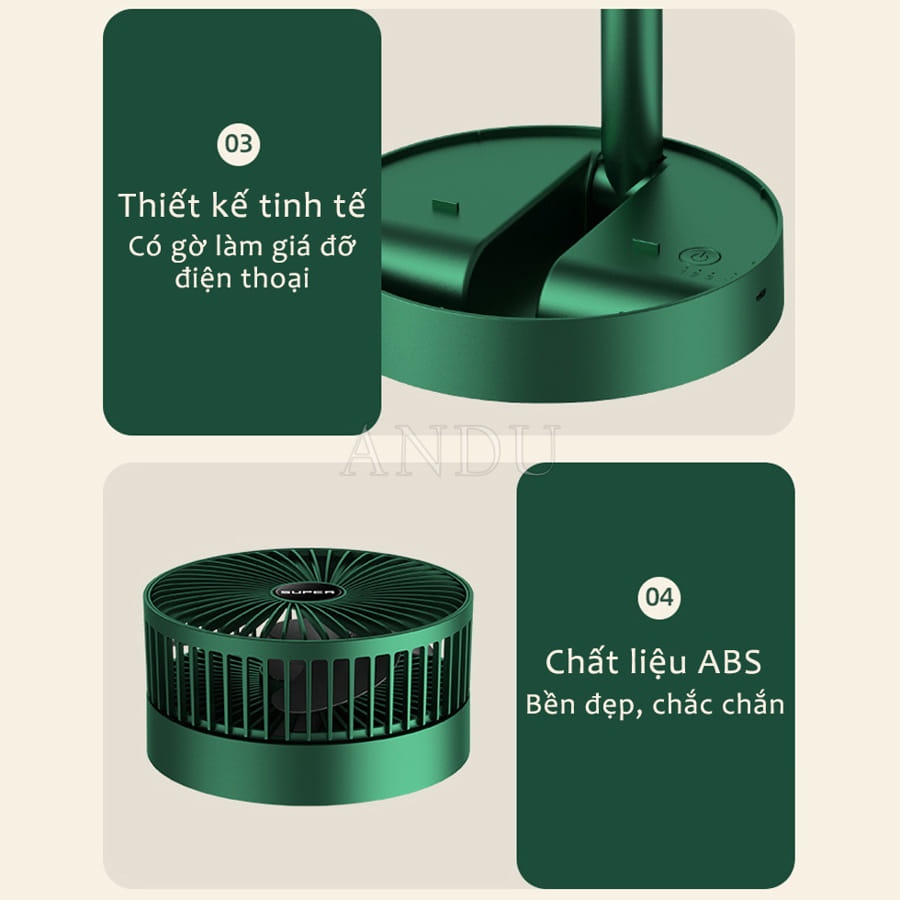 03
Thiết kế tinh tế
Có gờ làm giá đỡ
điện thoại
ANDU
SUPER
04
Chất liệu ABS
Bền đẹp, chắc chắn